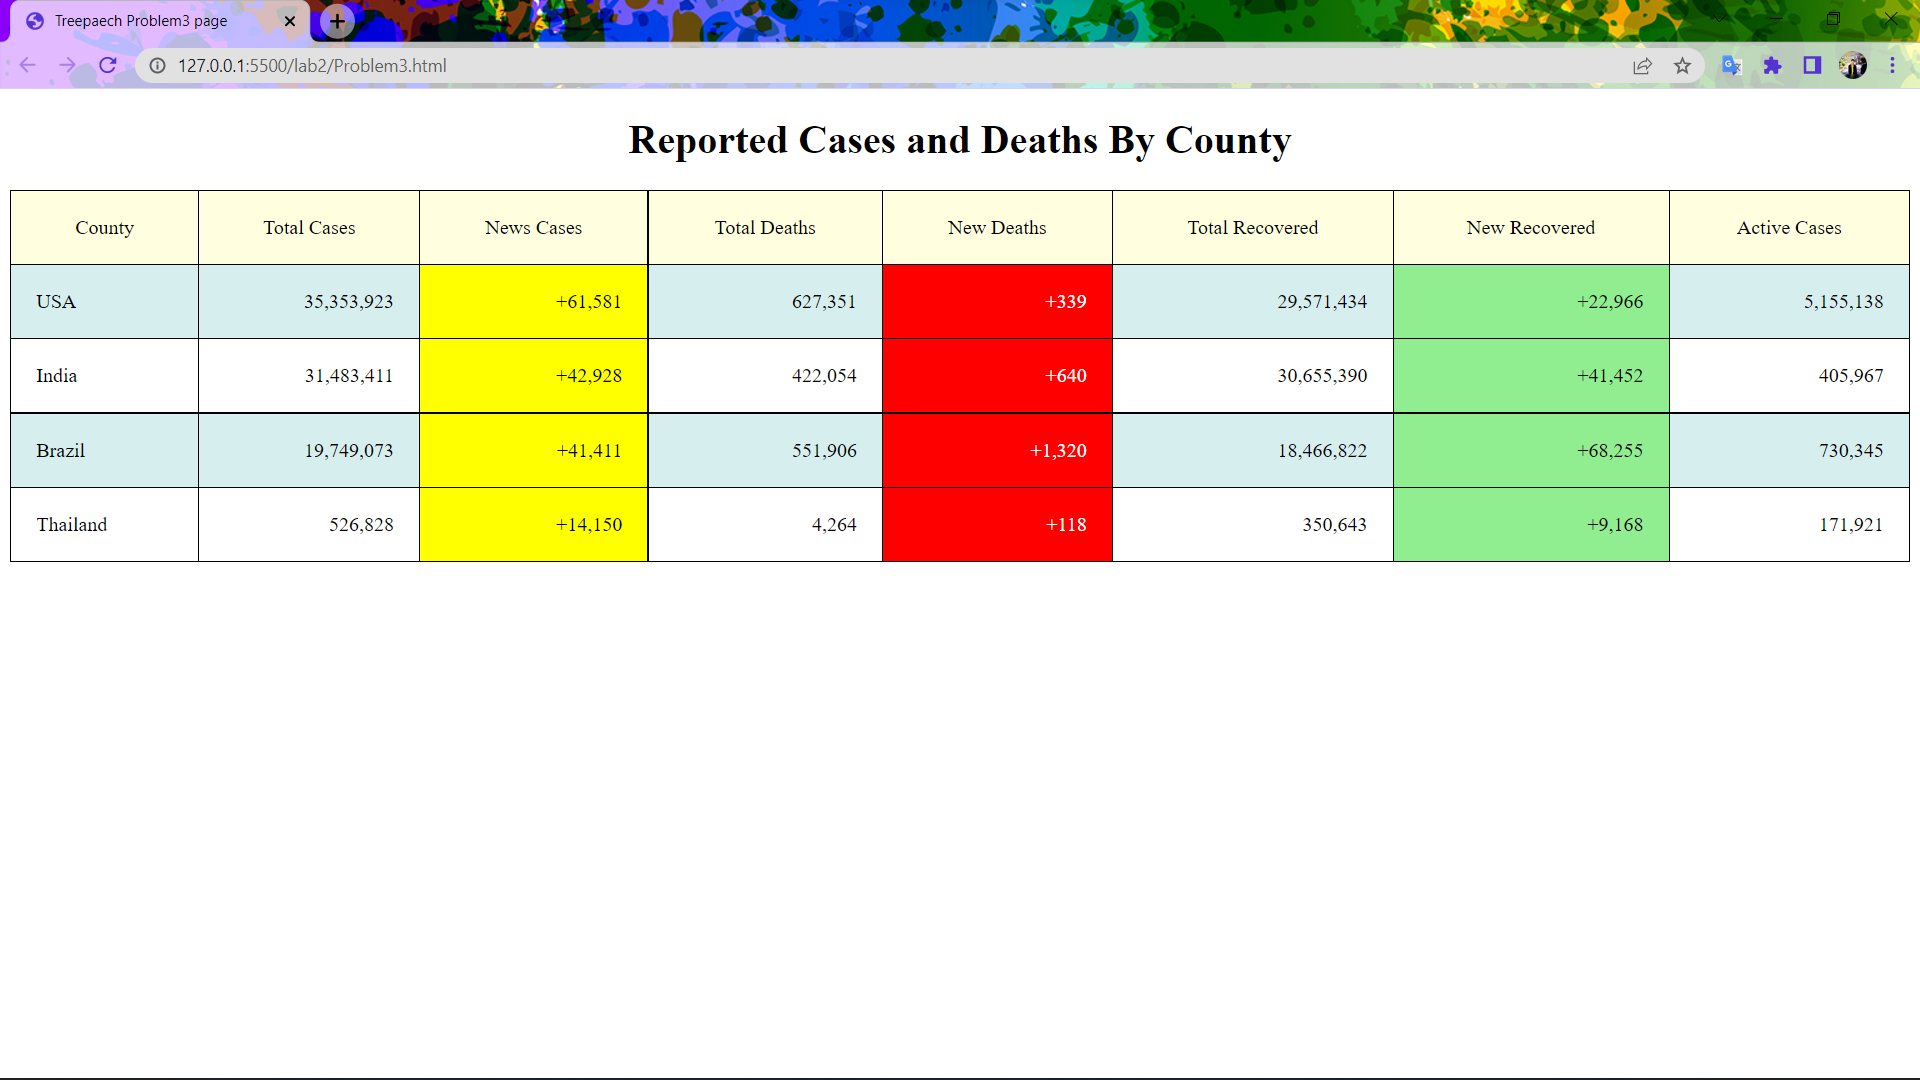 Treepaech Problem3 page
127.0.0.1:5500/lab2/Problem3.html
Reported Cases and Deaths By County
County Total Cases News Cases Total Deaths New Deaths Total Recovered New Recovered Active Cases
USA 35,353,923 +61,581 627,351 +339 29,571,434 +22,966 5,155,138
India 31,483,411 +42,928 422,054 +640 30,655,390 +41,452 405,967
Brazil 19,749,073 +41,411 551,906 +1,320 18,466,822 +68,255 730,345
Thailand 526,828 +14,150 4,264 +118 350,643 +9,168 171,921